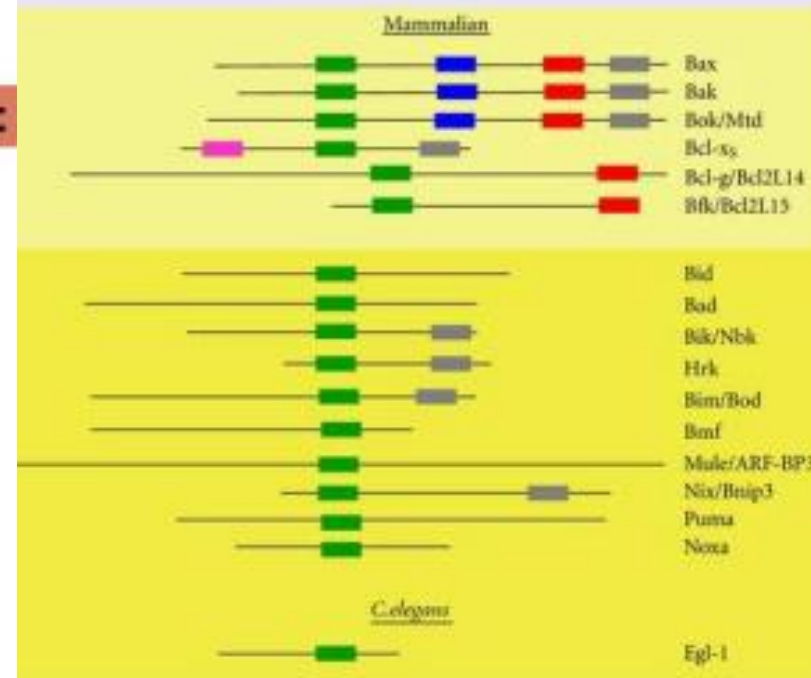 Mammalian
Bax
Bak
Bok/Mtd
:
Bcl-xS
Bcl-g/Bcl2L14
Bfk/Bcl2L15
Bid
Bad
Bik/Nbk
Hrk
Bim/Bod
Bmf
Mule/ARF-BP3
Nix/Bnip3
Puma
Noxa
C.elegans
Egl-1